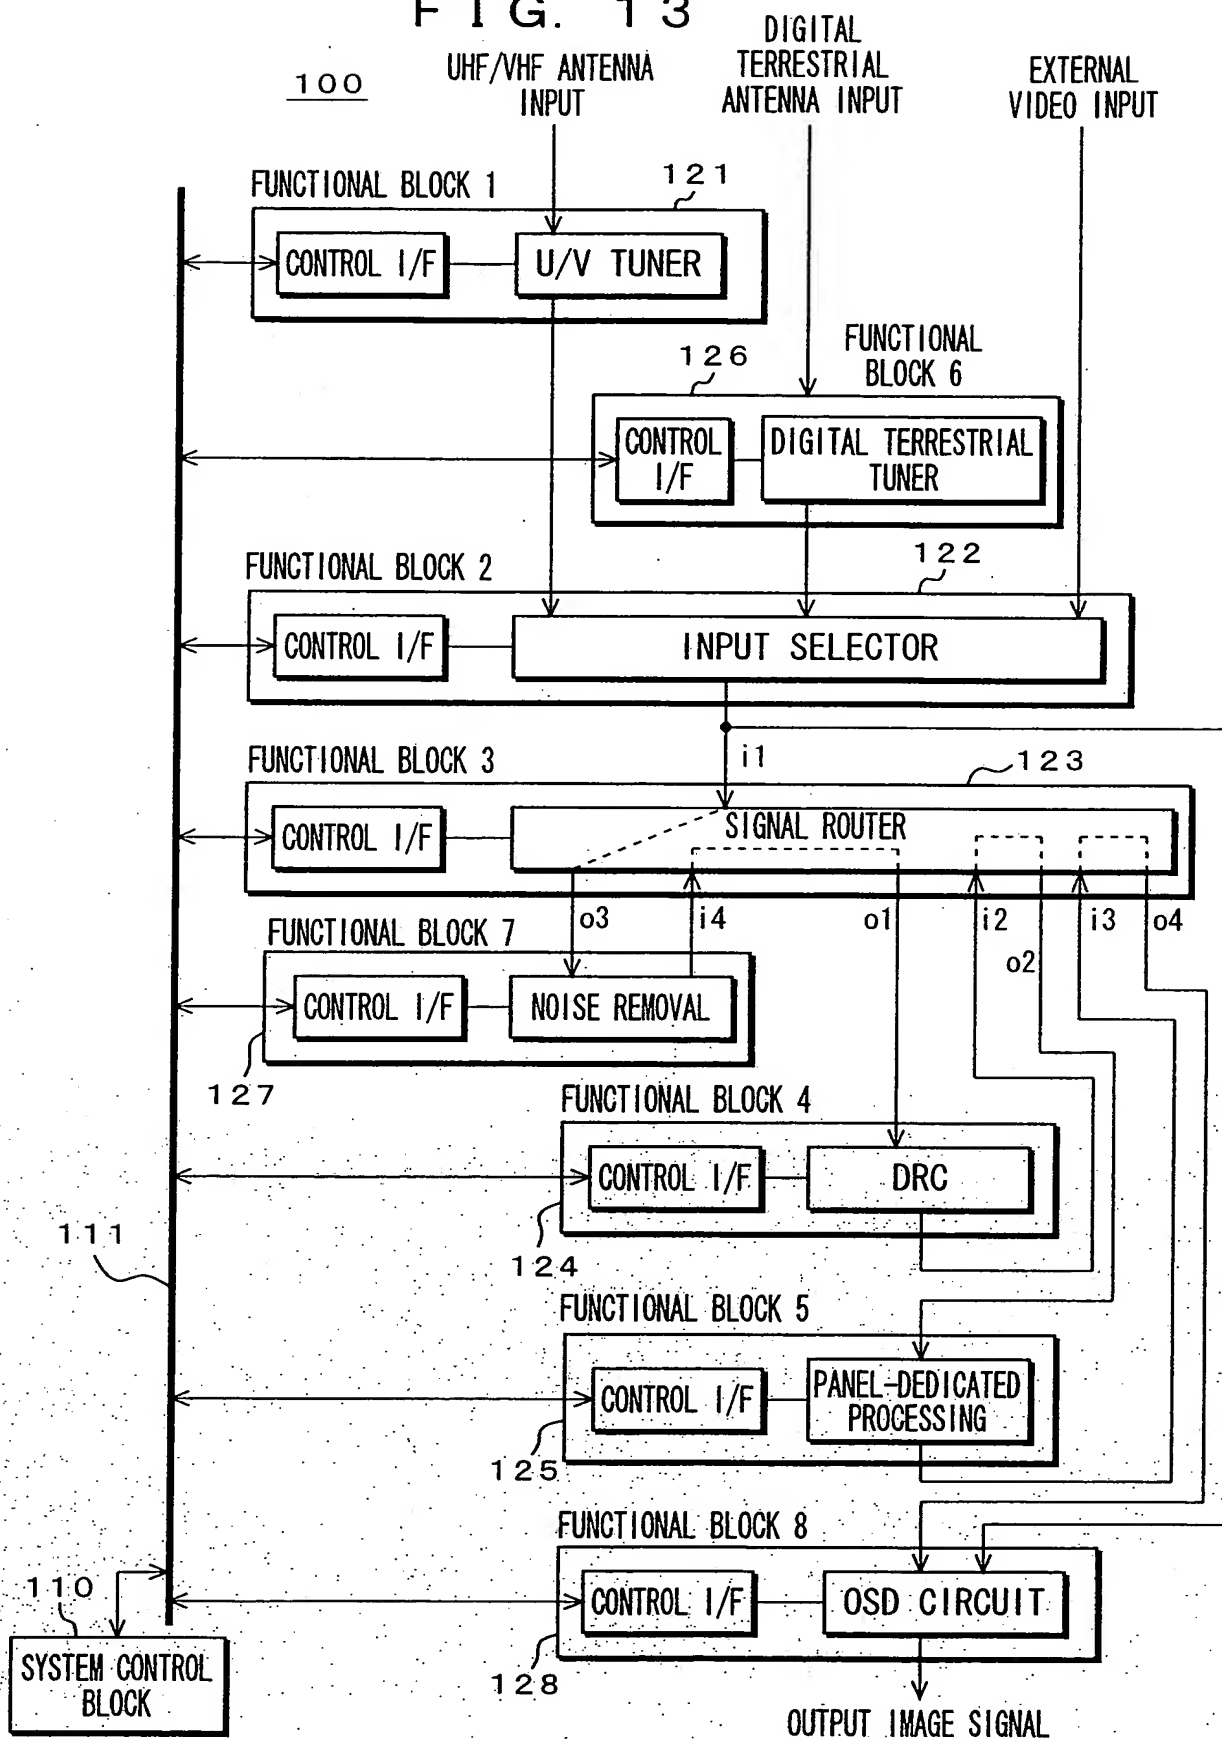 FIG. 13
100
UHF/VHF ANTENNA
INPUT
DIGITAL
TERRESTRIAL
ANTENNA INPUT
EXTERNAL
VIDEO INPUT
FUNCTIONAL BLOCK 1
121
CONTROL I/F
U/V TUNER
126
FUNCTIONAL
BLOCK 6
CONTROL
I/F
DIGITAL TERRESTRIAL
TUNER
FUNCTIONAL BLOCK 2
122
CONTROL I/F
INPUT SELECTOR
i1
FUNCTIONAL BLOCK 3
123
CONTROL I/F
SIGNAL ROUTER
o3
i4
o1
i2
o2
i3
o4
FUNCTIONAL BLOCK 7
CONTROL I/F
NOISE REMOVAL
127
FUNCTIONAL BLOCK 4
CONTROL I/F
DRC
124
111
FUNCTIONAL BLOCK 5
CONTROL I/F
PANEL-DEDICATED
PROCESSING
125
FUNCTIONAL BLOCK 8
CONTROL I/F
OSD CIRCUIT
128
110
SYSTEM CONTROL
BLOCK
OUTPUT IMAGE SIGNAL